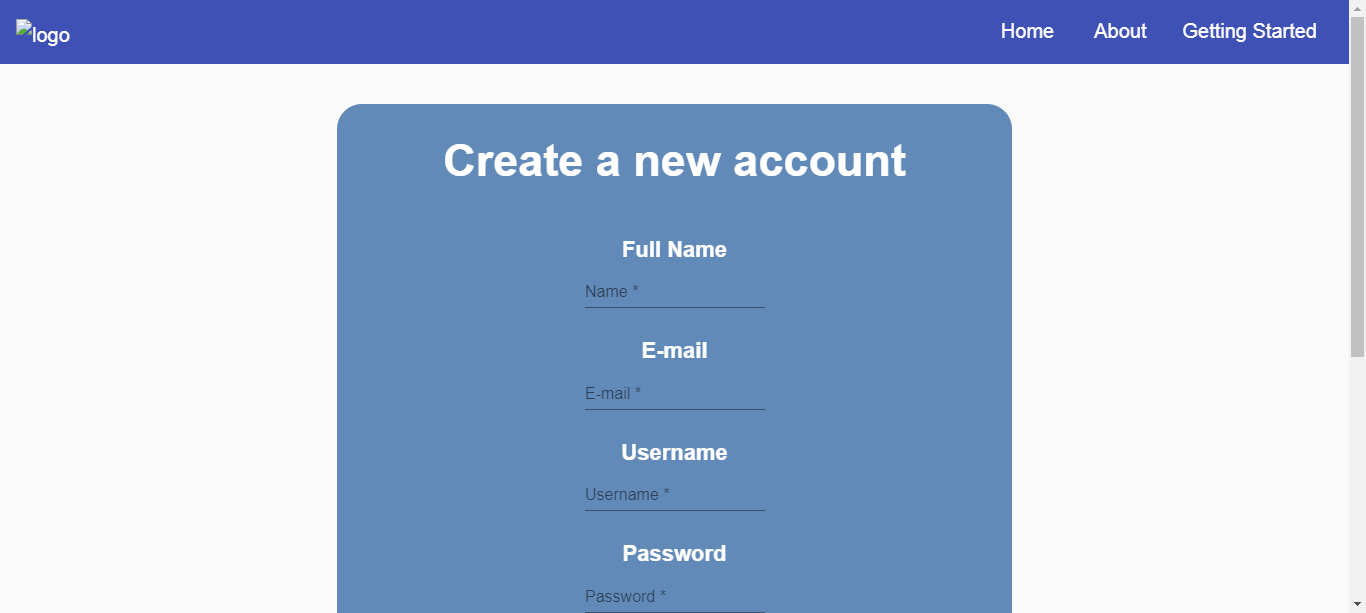 logo
Home About Getting Started
Create a new account
Full Name
Name *
E-mail
E-mail *
Username
Username *
Password
Password *